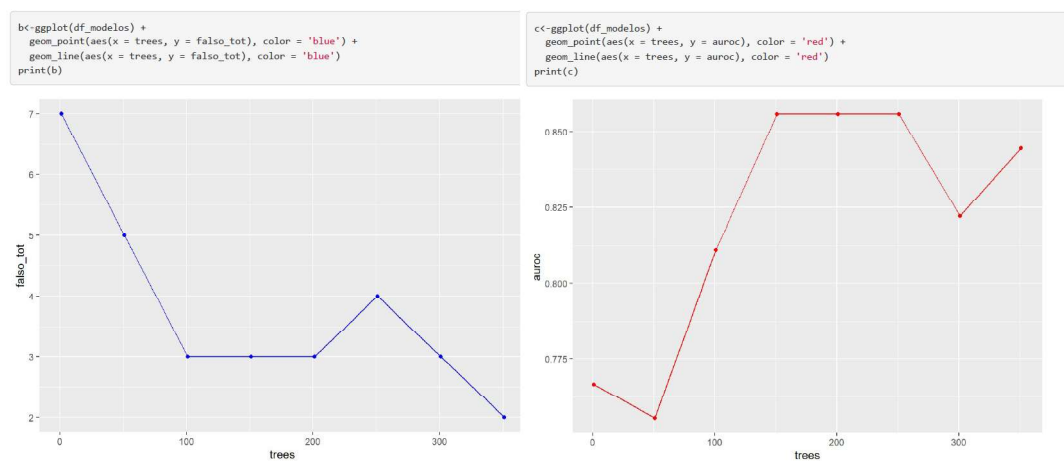 b<-ggplot(df_modelos) +
geom_point(aes(x = trees, y = falso_tot), color = 'blue') +
geom_line(aes(x = trees, y = falso_tot), color = 'blue')
print(b)
7
6
5
4
3
2
falso_tot
0 100 200 300
trees
c<-ggplot(df_modelos) +
geom_point(aes(x = trees, y = auroc), color = 'red') +
geom_line(aes(x = trees, y = auroc), color = 'red')
print(c)
0.850
0.825
0.800
0.775
auroc
0 100 200 300
trees